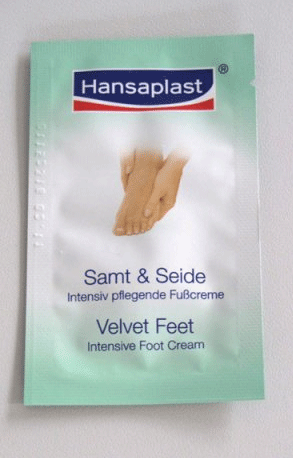 Hansaplast®
Samt & Seide
Intensiv pflegende Fußcreme
Velvet Feet
Intensive Foot Cream